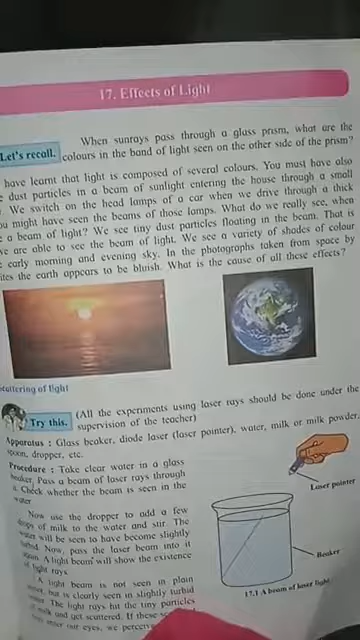 17. Effects of Light
When sunrays pass through a glass prism, what are the
Let's recall. colours in the band of light seen on the other side of the prism?
have learnt that light is composed of several colours. You must have also
dust particles in a beam of sunlight entering the house through a small
We switch on the head lamps of a car when we drive through a thick
might have seen the beams of those lamps. What do we really see, when
a beam of light? We see tiny dust particles floating in the beam. That is
are able to see the beam of light. We see a variety of shades of colour
early morning and evening sky. In the photographs taken from space by
ites the earth appears to be bluish. What is the cause of all these effects?
Scattering of light
Try this. (All the experiments using laser rays should be done under the
supervision of the teacher)
Apparatus : Glass beaker, diode laser (laser pointer), water, milk or milk powder,
spoon, dropper, etc.
Procedure : Take clear water in a glass
beaker. Pass a beam of laser rays through
it. Check whether the beam is seen in the
water
Now use the dropper to add a few
drops of milk to the water and stir. The
water will be seen to have become slightly
turbid. Now, pass the laser beam into it
again. A light beam will show the existence
of light rays.
A light beam is not seen in plain
water, but is clearly seen in slightly turbid
water. The light rays hit the tiny particles
of milk and get scattered. If these
enter our eyes, we
Laser pointer
Beaker
17.1 A beam of laser light